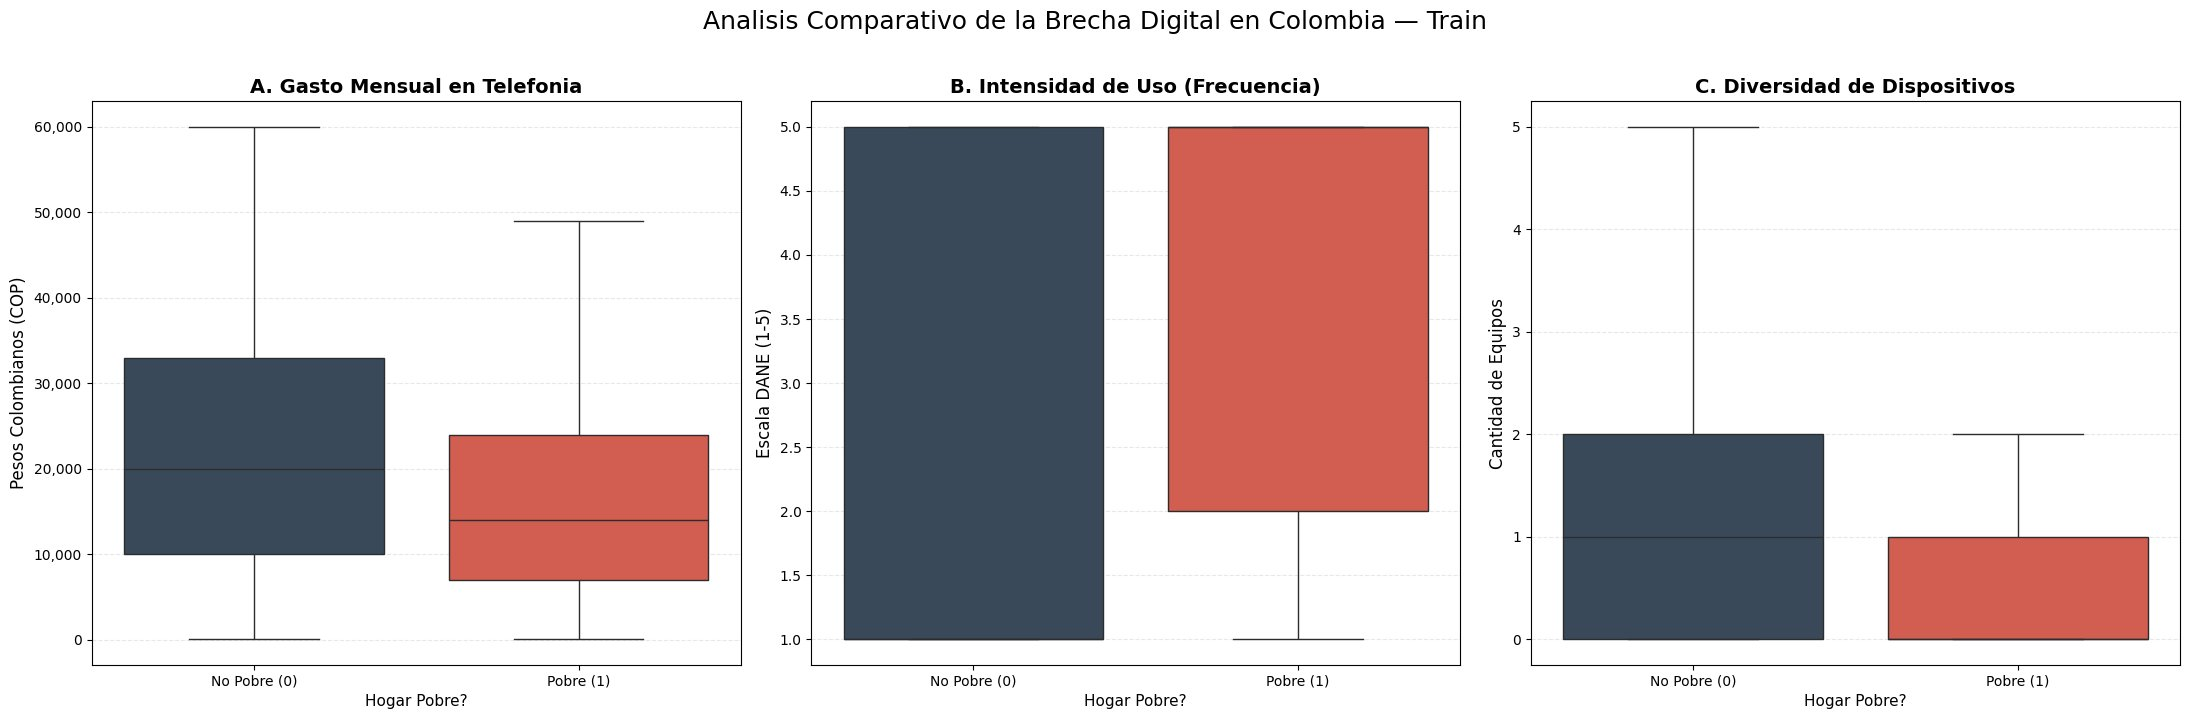 Analisis Comparativo de la Brecha Digital en Colombia — Train
A. Gasto Mensual en Telefonia
Pesos Colombianos (COP)
60,000
50,000
40,000
30,000
20,000
10,000
0
No Pobre (0)
Pobre (1)
Hogar Pobre?
B. Intensidad de Uso (Frecuencia)
Escala DANE (1-5)
5.0
4.5
4.0
3.5
3.0
2.5
2.0
1.5
1.0
No Pobre (0)
Pobre (1)
Hogar Pobre?
C. Diversidad de Dispositivos
Cantidad de Equipos
5
4
3
2
1
0
No Pobre (0)
Pobre (1)
Hogar Pobre?